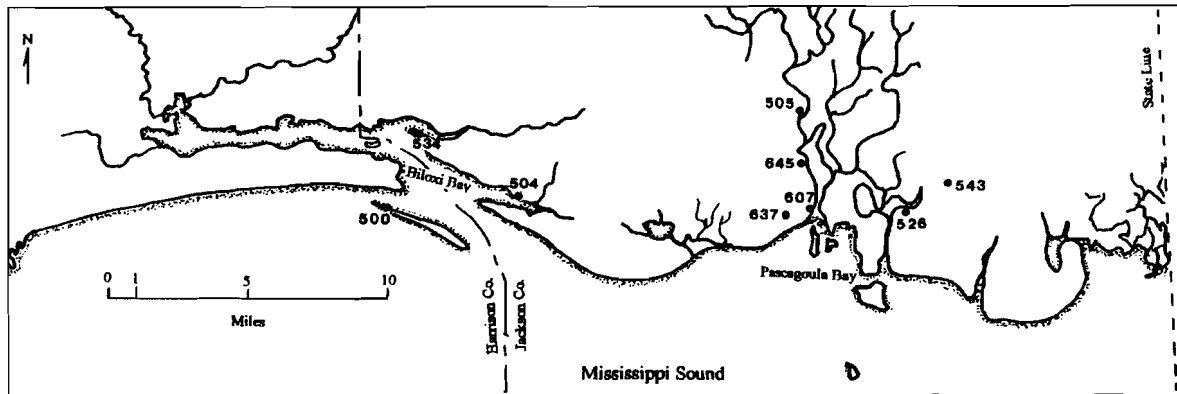 N
State Line
505
534
Biloxi Bay
645
504
543
607
637
526
500
P
Pascagoula Bay
0 1 5 10
Miles
Harrison Co
Jackson Co
Mississippi Sound